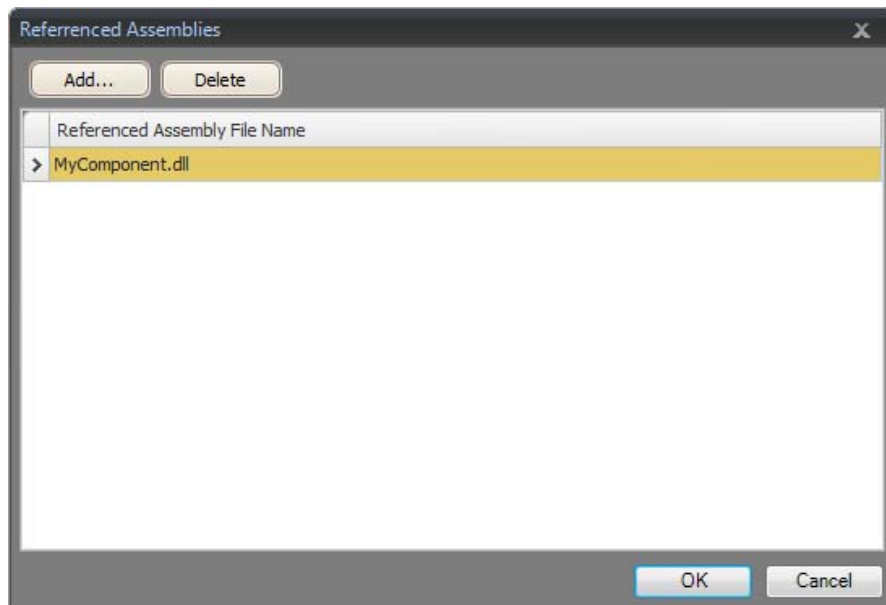 Referrenced Assemblies
Add... Delete
Referenced Assembly File Name
MyComponent.dll
OK Cancel